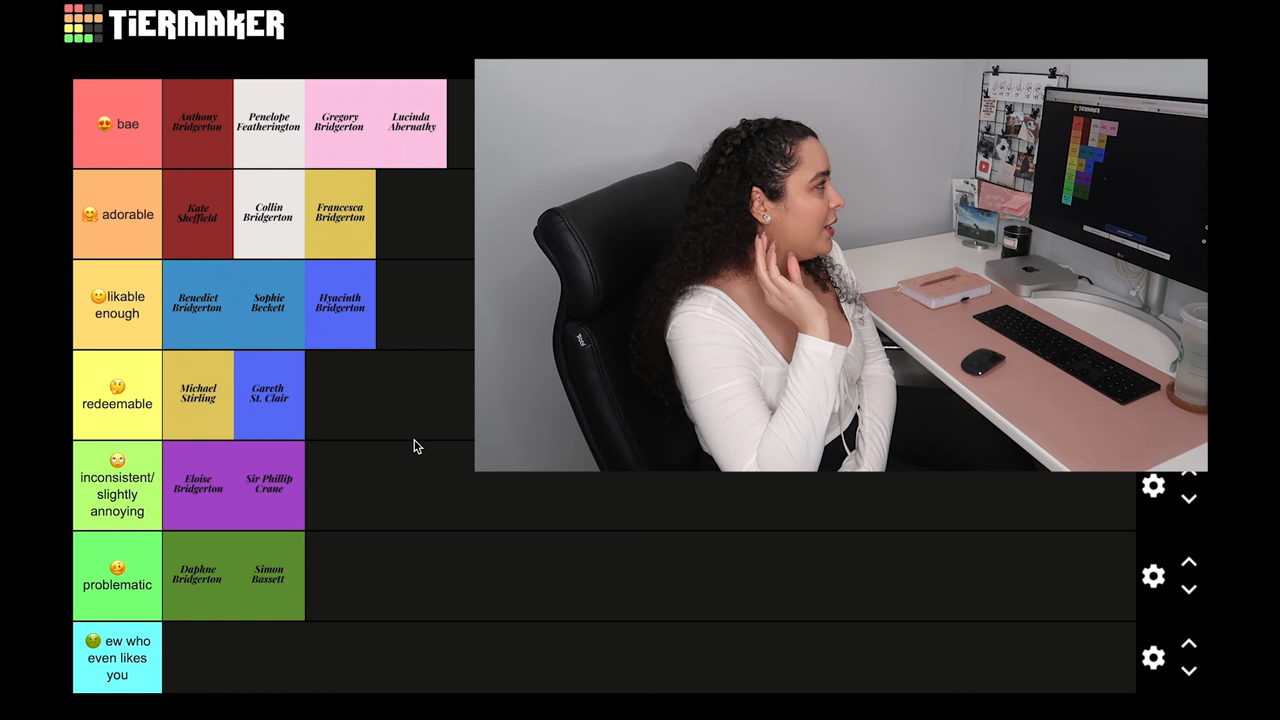 TiERMAKER
😍 bae
Anthony
Bridgerton
Penelope
Featherington
Gregory
Bridgerton
Lucinda
Abernathy
🤗 adorable
Kate
Sheffield
Collin
Bridgerton
Francesca
Bridgerton
🙂likable
enough
Benedict
Bridgerton
Sophie
Beckett
Hyacinth
Bridgerton
🤔
redeemable
Michael
Stirling
Gareth
St. Clair
🙄
inconsistent/
slightly
annoying
Eloise
Bridgerton
Sir Phillip
Crane
🤨
problematic
Daphne
Bridgerton
Simon
Bassett
🤢 ew who
even likes
you